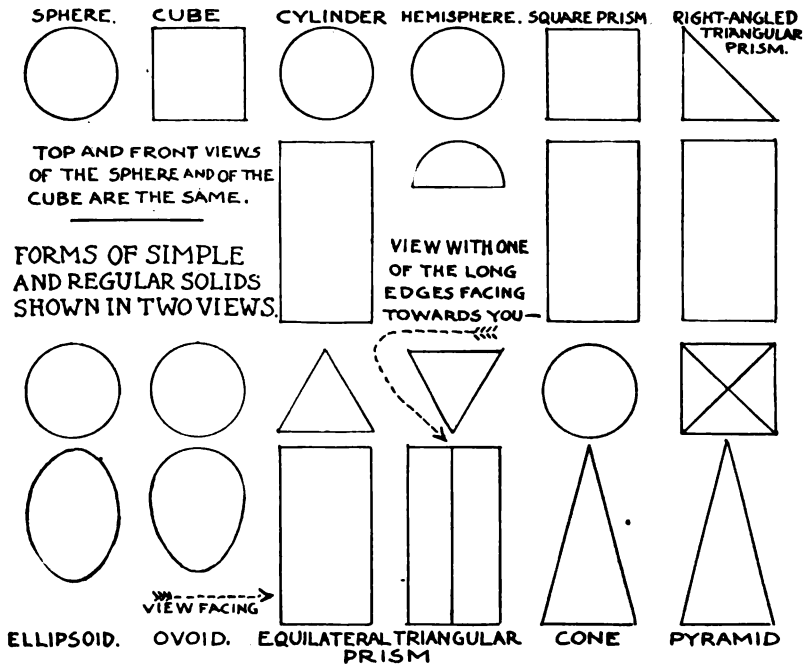 SPHERE. CUBE CYLINDER HEMISPHERE. SQUARE PRISM RIGHT-ANGLED
TRIANGULAR
PRISM.
TOP AND FRONT VIEWS
OF THE SPHERE AND OF THE
CUBE ARE THE SAME.
FORMS OF SIMPLE
AND REGULAR SOLIDS
SHOWN IN TWO VIEWS.
VIEW WITH ONE
OF THE LONG
EDGES FACING
TOWARDS YOU—
VIEW FACING
ELLIPSOID. OVOID. EQUILATERAL TRIANGULAR CONE PYRAMID
PRISM